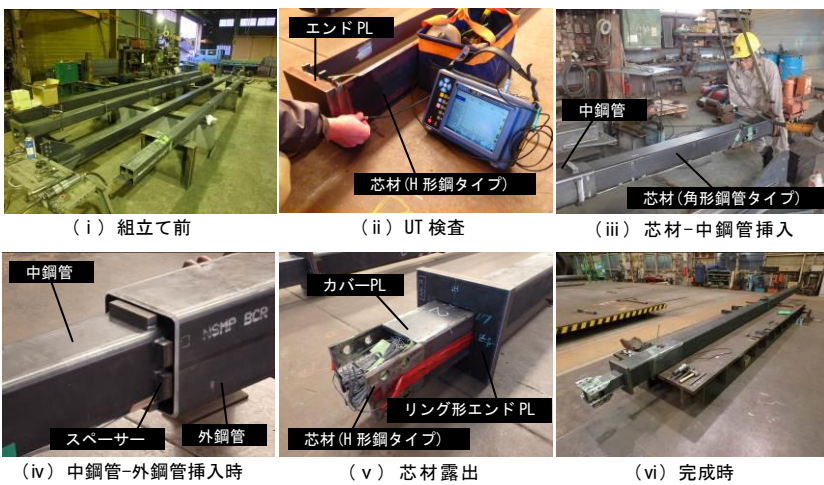 エンドPL
芯材(H形鋼タイプ)
中鋼管
芯材(角形鋼管タイプ)
(ⅰ) 組立て前
(ⅱ) UT検査
(ⅲ) 芯材-中鋼管挿入
中鋼管
NSMP BCR
スペーサー
外鋼管
カバーPL
リング形エンドPL
芯材(H形鋼タイプ)
(ⅳ) 中鋼管-外鋼管挿入時
(ⅴ) 芯材露出
(ⅵ) 完成時